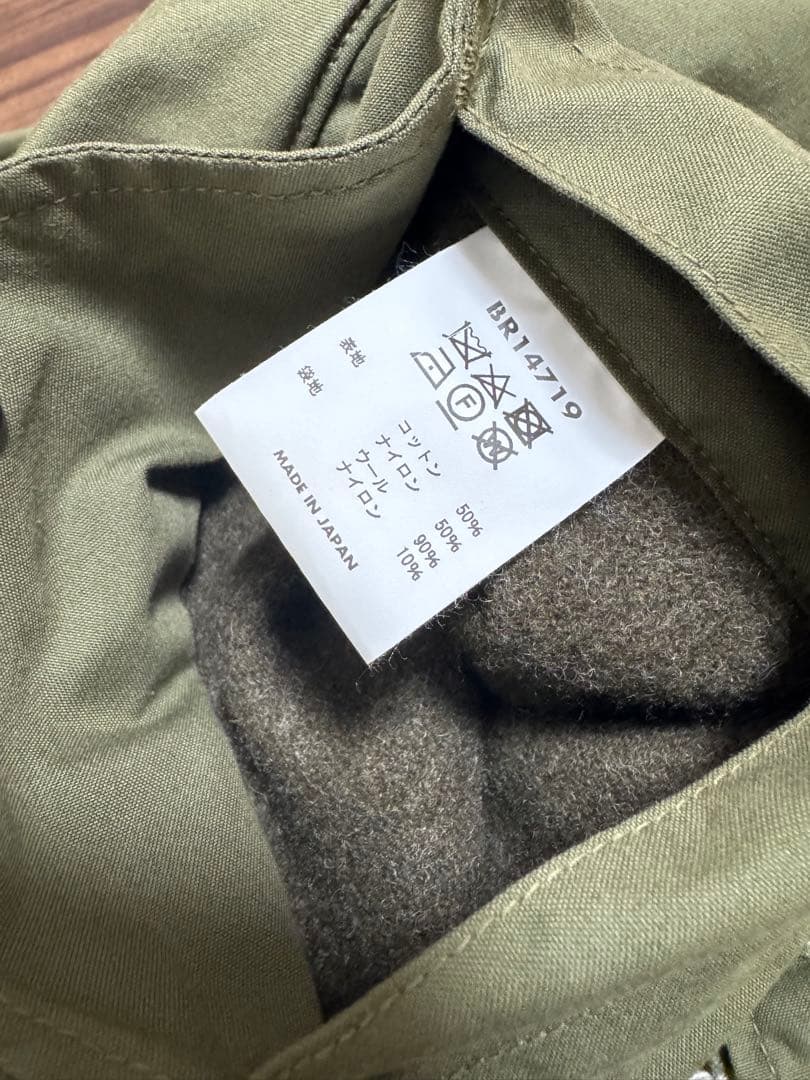 BR14719
F
表地 コットン 50%
ナイロン 50%
袋地 ウール 90%
ナイロン 10%
MADE IN JAPAN